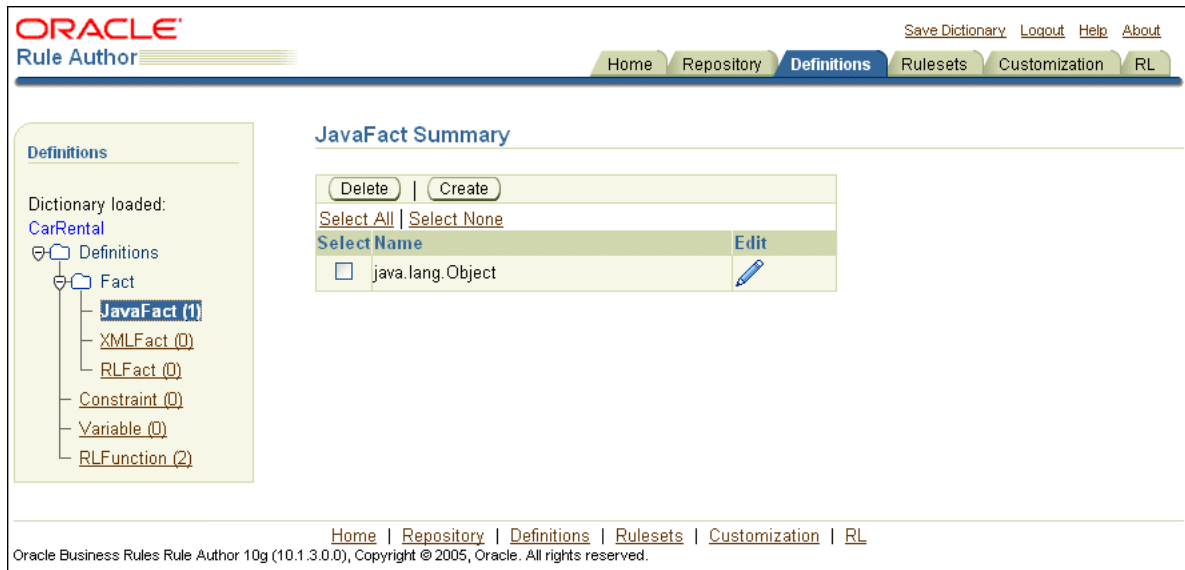 ORACLE
Rule Author
Save Dictionary Logout Help About
Home Repository Definitions Rulesets Customization RL
Definitions
Dictionary loaded:
CarRental
Definitions
Fact
JavaFact (1)
XMLFact (0)
RLFact (0)
Constraint (0)
Variable (0)
RLFunction (2)
JavaFact Summary
Delete | Create
Select All | Select None
Select Name Edit
java.lang.Object
Home | Repository | Definitions | Rulesets | Customization | RL
Oracle Business Rules Rule Author 10g (10.1.3.0.0), Copyright © 2005, Oracle. All rights reserved.